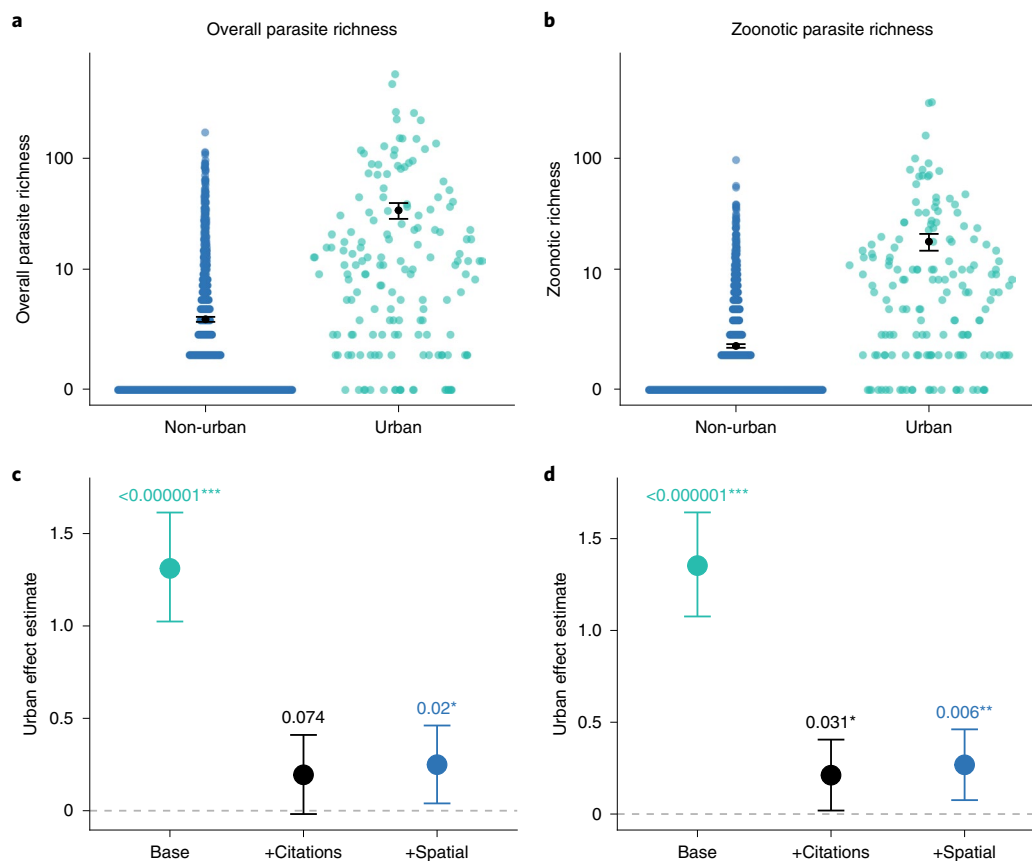 a
Overall parasite richness
Overall parasite richness
100
10
0
Non-urban
Urban
b
Zoonotic parasite richness
Zoonotic richness
100
10
0
Non-urban
Urban
c
Urban effect estimate
1.5
1.0
0.5
0
<0.000001***
0.074
0.02*
Base
+Citations
+Spatial
d
Urban effect estimate
1.5
1.0
0.5
0
<0.000001***
0.031*
0.006**
Base
+Citations
+Spatial